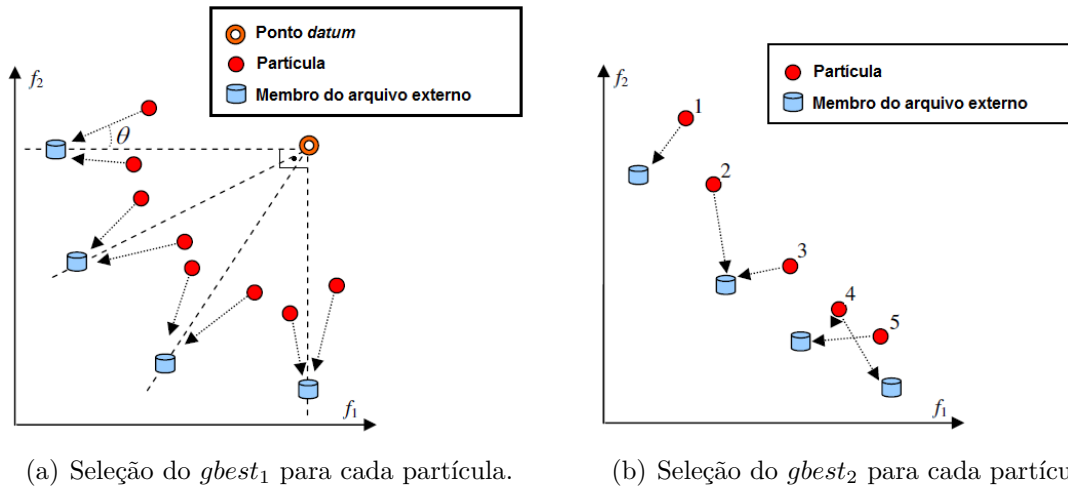 Ponto datum
Partícula
Membro do arquivo externo
f2
θ
f1
(a) Seleção do gbest1 para cada partícula.
Partícula
Membro do arquivo externo
f2
1
2
3
4
5
f1
(b) Seleção do gbest2 para cada partícu